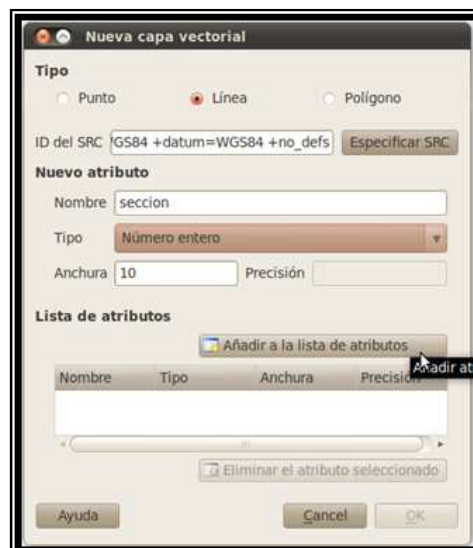 Nueva capa vectorial
Tipo
Punto Línea Polígono
ID del SRC 'GS84 +datum=WGS84 +no_defs Especificar SRC
Nuevo atributo
Nombre seccion
Tipo Número entero
Anchura 10 Precisión
Lista de atributos
Añadir a la lista de atributos
Añadir at
Nombre Tipo Anchura Precisión
Eliminar el atributo seleccionado
Ayuda Cancel OK